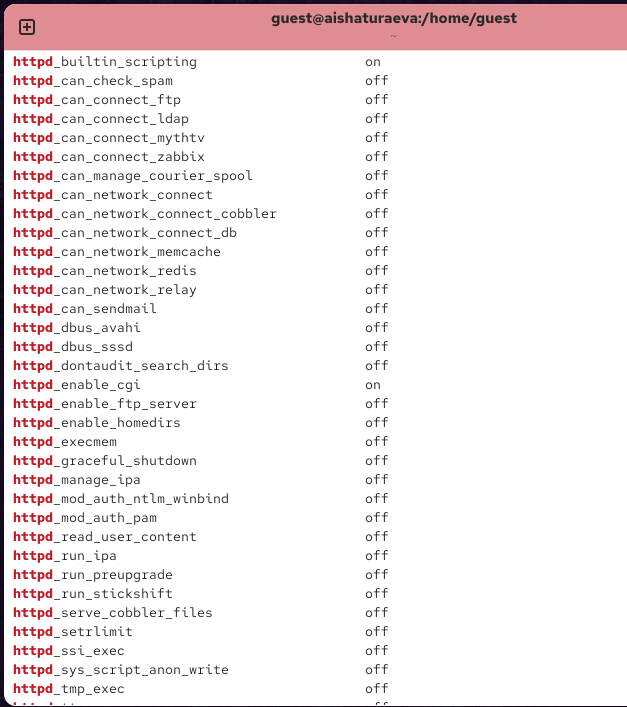 guest@aishaturaeva:/home/guest
~
httpd_builtin_scripting on
httpd_can_check_spam off
httpd_can_connect_ftp off
httpd_can_connect_ldap off
httpd_can_connect_mythtv off
httpd_can_connect_zabbix off
httpd_can_manage_courier_spool off
httpd_can_network_connect off
httpd_can_network_connect_cobbler off
httpd_can_network_connect_db off
httpd_can_network_memcache off
httpd_can_network_redis off
httpd_can_network_relay off
httpd_can_sendmail off
httpd_dbus_avahi off
httpd_dbus_sssd off
httpd_dontaudit_search_dirs off
httpd_enable_cgi on
httpd_enable_ftp_server off
httpd_enable_homedirs off
httpd_execmem off
httpd_graceful_shutdown off
httpd_manage_ipa off
httpd_mod_auth_ntlm_winbind off
httpd_mod_auth_pam off
httpd_read_user_content off
httpd_run_ipa off
httpd_run_preupgrade off
httpd_run_stickshift off
httpd_serve_cobbler_files off
httpd_setrlimit off
httpd_ssi_exec off
httpd_sys_script_anon_write off
httpd_tmp_exec off